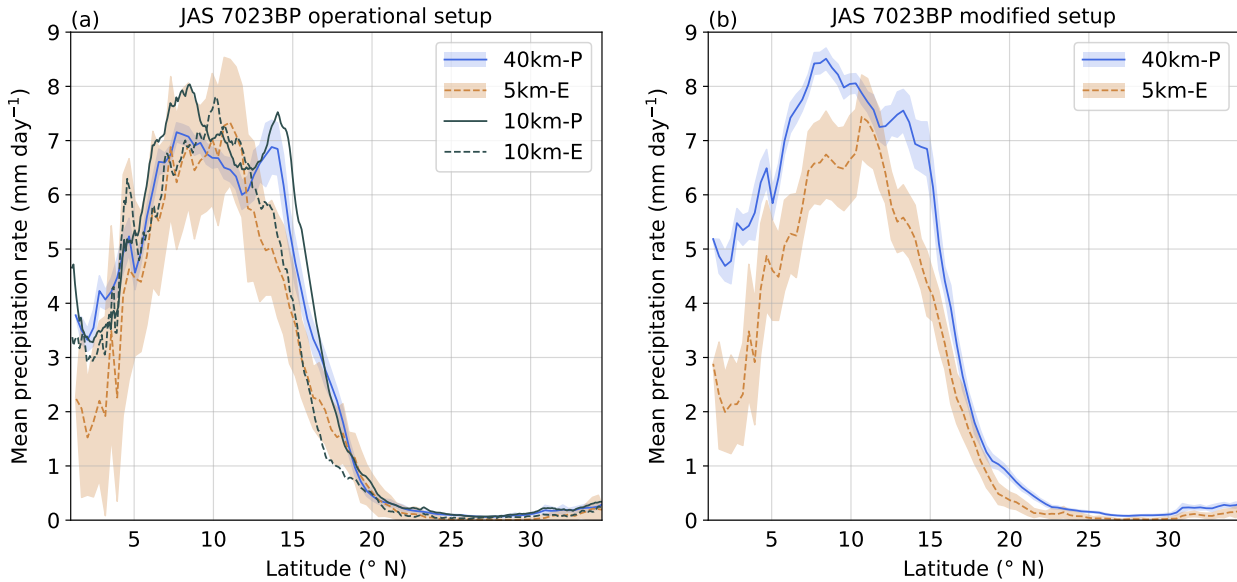 (a) JAS 7023BP operational setup
Mean precipitation rate (mm day⁻¹)
9
8
7
6
5
4
3
2
1
0
40km-P
5km-E
10km-P
10km-E
5 10 15 20 25 30
Latitude (° N)
(b) JAS 7023BP modified setup
Mean precipitation rate (mm day⁻¹)
9
8
7
6
5
4
3
2
1
0
40km-P
5km-E
5 10 15 20 25 30
Latitude (° N)